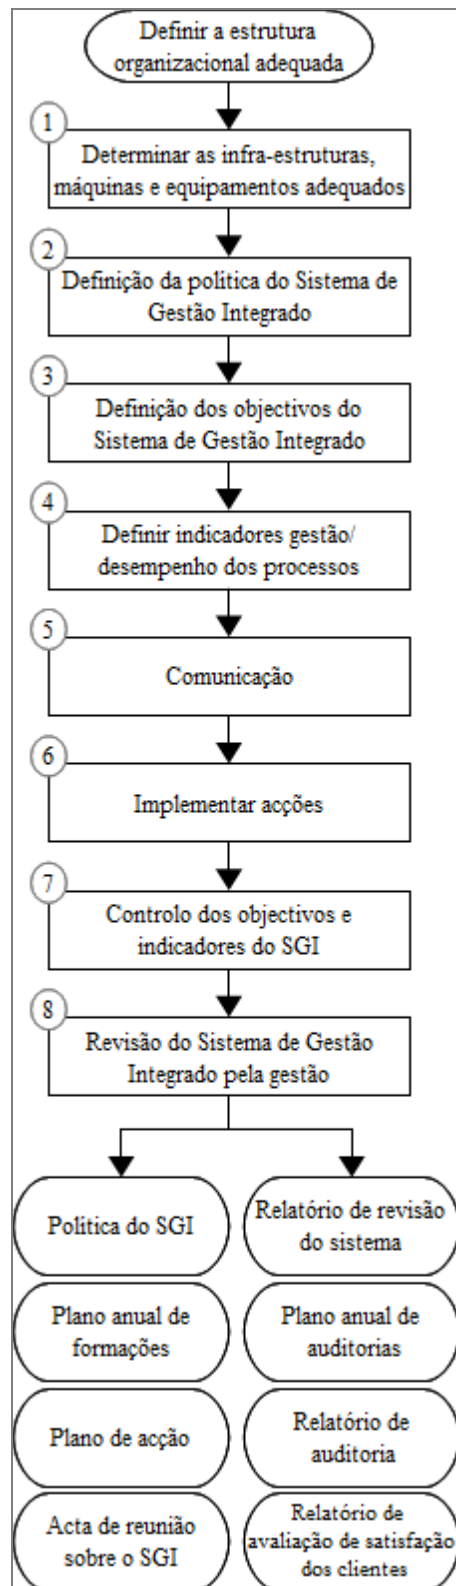 Definir a estrutura
organizacional adequada
1
Determinar as infra-estruturas,
máquinas e equipamentos adequados
2
Definição da política do Sistema de
Gestão Integrado
3
Definição dos objectivos do
Sistema de Gestão Integrado
4
Definir indicadores gestão/
desempenho dos processos
5
Comunicação
6
Implementar acções
7
Controlo dos objectivos e
indicadores do SGI
8
Revisão do Sistema de Gestão
Integrado pela gestão
Política do SGI
Relatório de revisão
do sistema
Plano anual de
formações
Plano anual de
auditorias
Plano de acção
Relatório de
auditoria
Acta de reunião
sobre o SGI
Relatório de
avaliação de satisfação
dos clientes